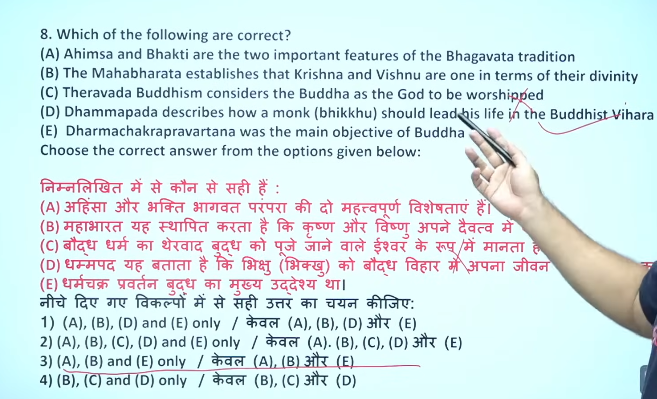 8. Which of the following are correct?
(A) Ahimsa and Bhakti are the two important features of the Bhagavata tradition
(B) The Mahabharata establishes that Krishna and Vishnu are one in terms of their divinity
(C) Theravada Buddhism considers the Buddha as the God to be worshipped
(D) Dhammapada describes how a monk (bhikkhu) should lead his life in the Buddhist Vihara
(E) Dharmachakrapravartana was the main objective of Buddha
Choose the correct answer from the options given below:
निम्नलिखित में से कौन से सही हैं :
(A) अहिंसा और भक्ति भागवत परंपरा की दो महत्त्वपूर्ण विशेषताएं हैं।
(B) महाभारत यह स्थापित करता है कि कृष्ण और विष्णु अपने दैवत्व में
(C) बौद्ध धर्म का थेरवाद बुद्ध को पूजे जाने वाले ईश्वर के रूप में मानता
(D) धम्मपद यह बताता है कि भिक्षु (भिक्खु) को बौद्ध विहार में अपना जीवन
(E) धर्मचक्र प्रवर्तन बुद्ध का मुख्य उद्देश्य था।
नीचे दिए गए विकल्पों में से सही उत्तर का चयन कीजिए:
1) (A), (B), (D) and (E) only / केवल (A), (B), (D) और (E)
2) (A), (B), (C), (D) and (E) only / केवल (A). (B), (C), (D) और (E)
3) (A), (B) and (E) only / केवल (A), (B) और (E)
4) (B), (C) and (D) only / केवल (B), (C) और (D)